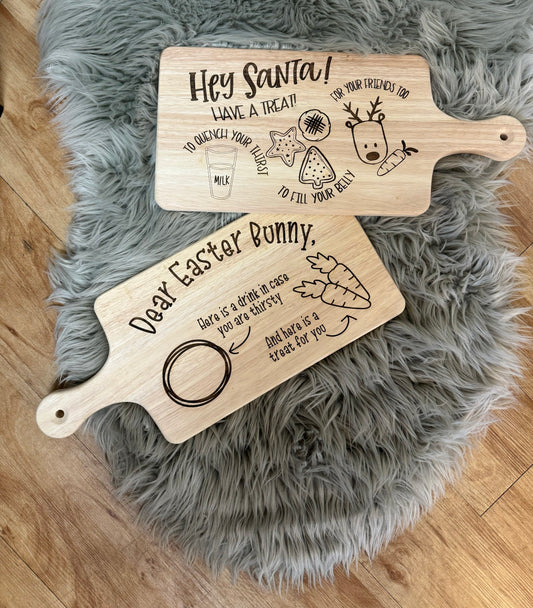 Hey Santa!
HAVE A TREAT!
FOR YOUR FRIENDS TOO
TO QUENCH YOUR THIRST
MILK
TO FILL YOUR BELLY
Dear Easter Bunny,
Here is a drink in case
you are thirsty
And here is a
treat for you